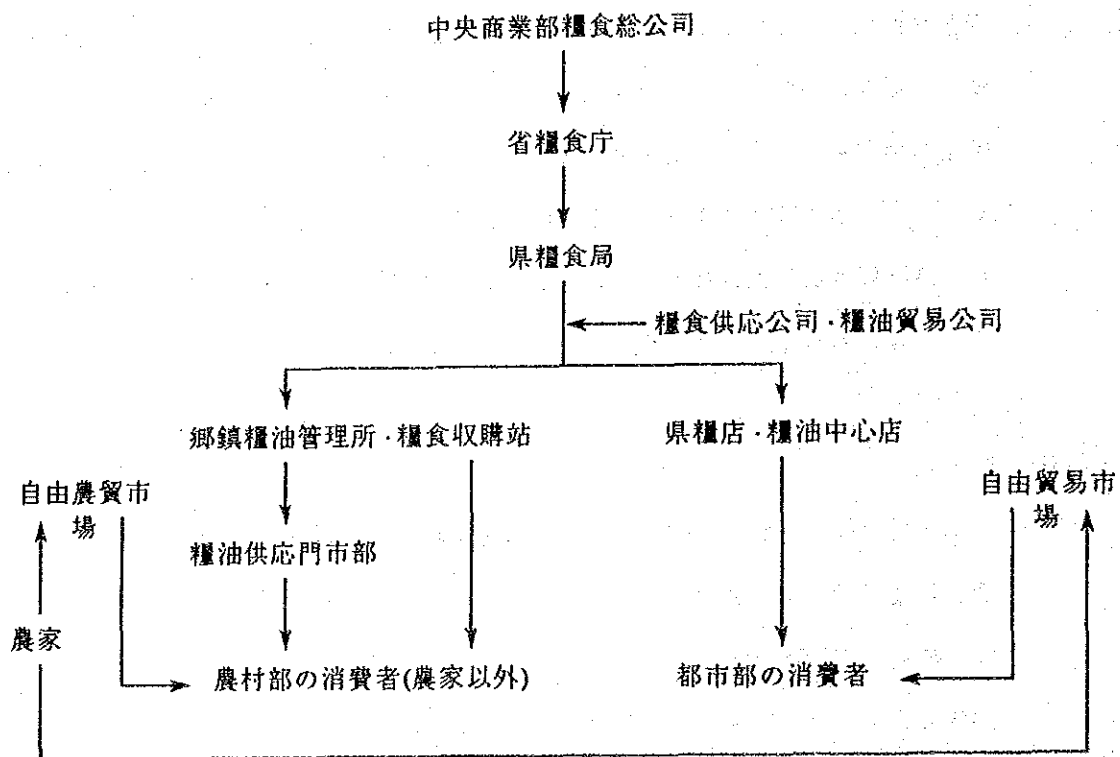 中央商業部糧食総公司
省糧食庁
県糧食局
糧食供応公司・糧油貿易公司
郷鎮糧油管理所・糧食収購站
県糧店・糧油中心店
自由農貿市
場
自由貿易市
場
糧油供応門市部
農家
農村部の消費者(農家以外)
都市部の消費者